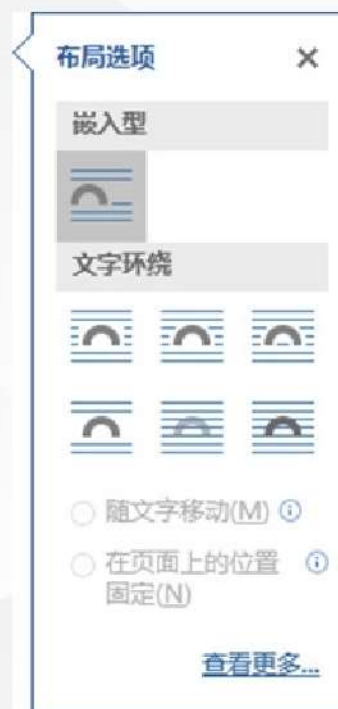 布局选项
嵌入型
文字环绕
随文字移动(M)
在页面上的位置
固定(N)
查看更多...